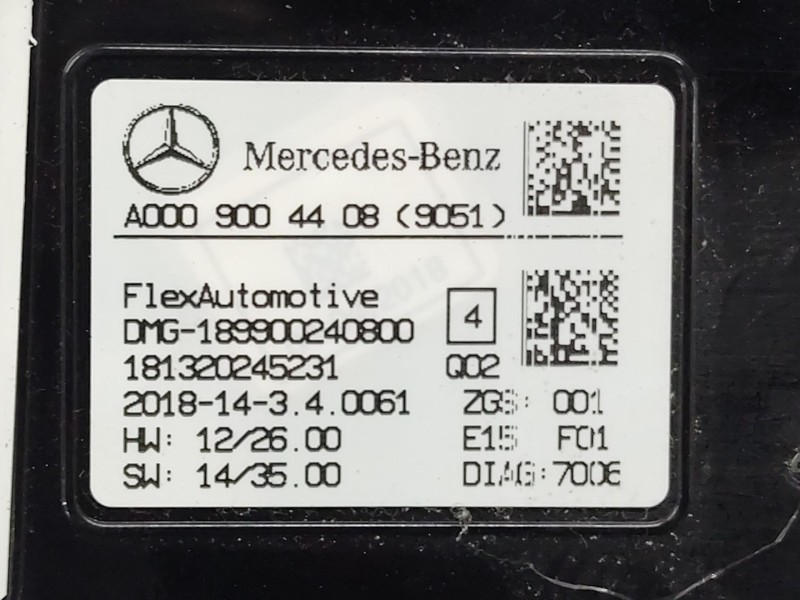 Mercedes-Benz
A000 900 44 08 (9051)
FlexAutomotive
DMG-189900240800
4
181320245231
Q02
2018-14-3.4.0061
ZGS: 001
HW: 12/26.00
E15 F01
SW: 14/35.00
DIAG:7006